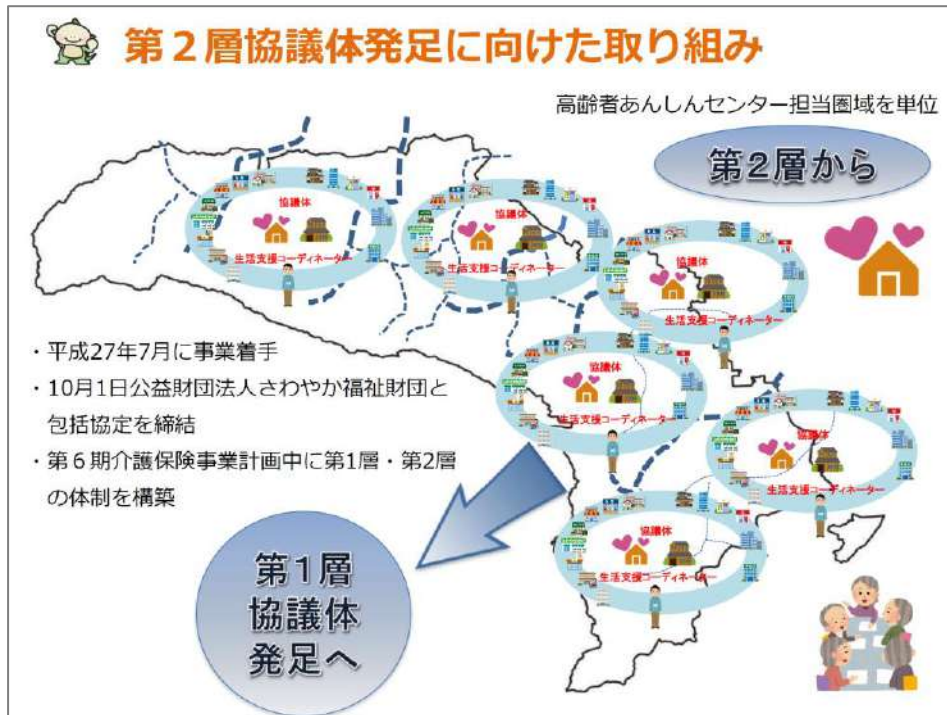 第２層協議体発足に向けた取り組み
高齢者あんしんセンター担当圏域を単位
第２層から
協議体
生活支援コーディネーター
協議体
生活支援コーディネーター
協議体
生活支援コーディネーター
協議体
生活支援コーディネーター
協議体
生活支援コーディネーター
協議体
生活支援コーディネーター
・平成27年7月に事業着手
・10月1日公益財団法人さわやか福祉財団と
包括協定を締結
・第６期介護保険事業計画中に第1層・第2層
の体制を構築
第１層
協議体
発足へ